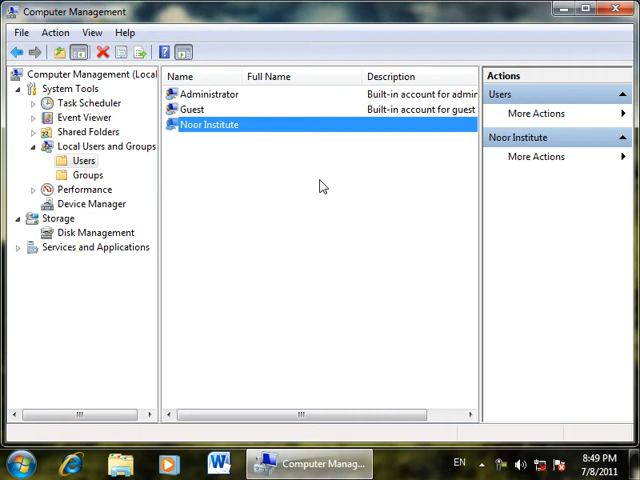 Computer Management
File Action View Help
Computer Management (Local
System Tools
Task Scheduler
Event Viewer
Shared Folders
Local Users and Groups
Users
Groups
Performance
Device Manager
Storage
Disk Management
Services and Applications
Name Full Name Description
Administrator Built-in account for admir
Guest Built-in account for guest
Noor Institute
Actions
Users
More Actions
Noor Institute
More Actions
Computer Manag...
EN
8:49 PM
7/8/2011